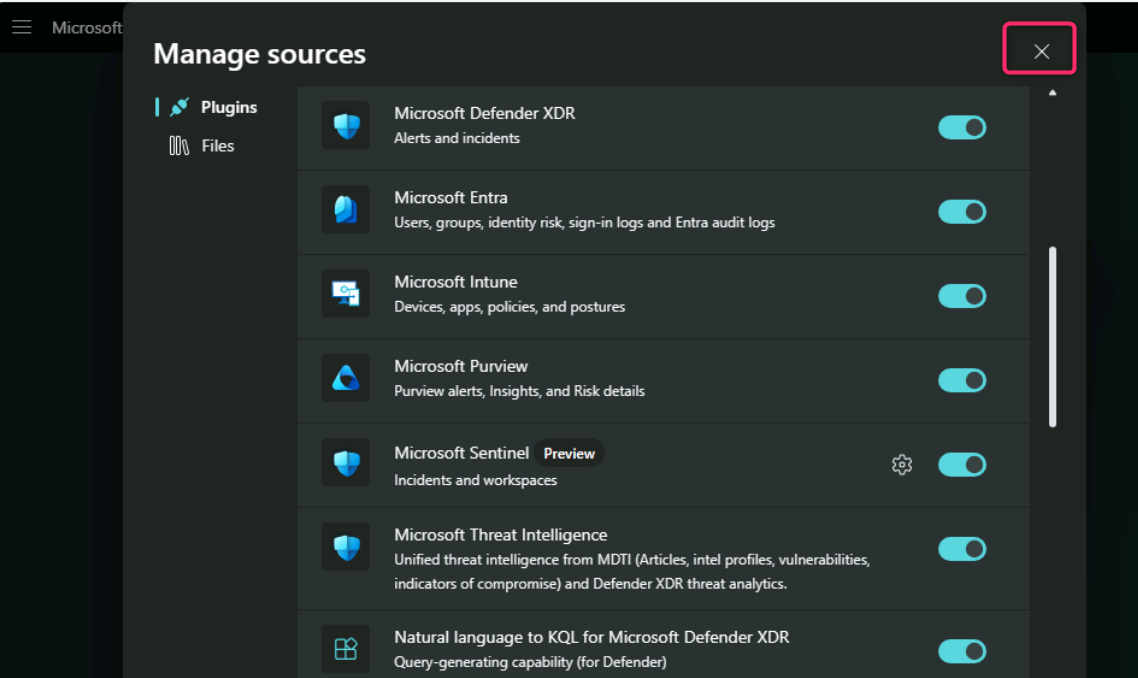 Microsoft
Manage sources
Plugins
Files
Microsoft Defender XDR
Alerts and incidents
Microsoft Entra
Users, groups, identity risk, sign-in logs and Entra audit logs
Microsoft Intune
Devices, apps, policies, and postures
Microsoft Purview
Purview alerts, Insights, and Risk details
Microsoft Sentinel Preview
Incidents and workspaces
Microsoft Threat Intelligence
Unified threat intelligence from MDTI (Articles, intel profiles, vulnerabilities,
indicators of compromise) and Defender XDR threat analytics.
Natural language to KQL for Microsoft Defender XDR
Query-generating capability (for Defender)